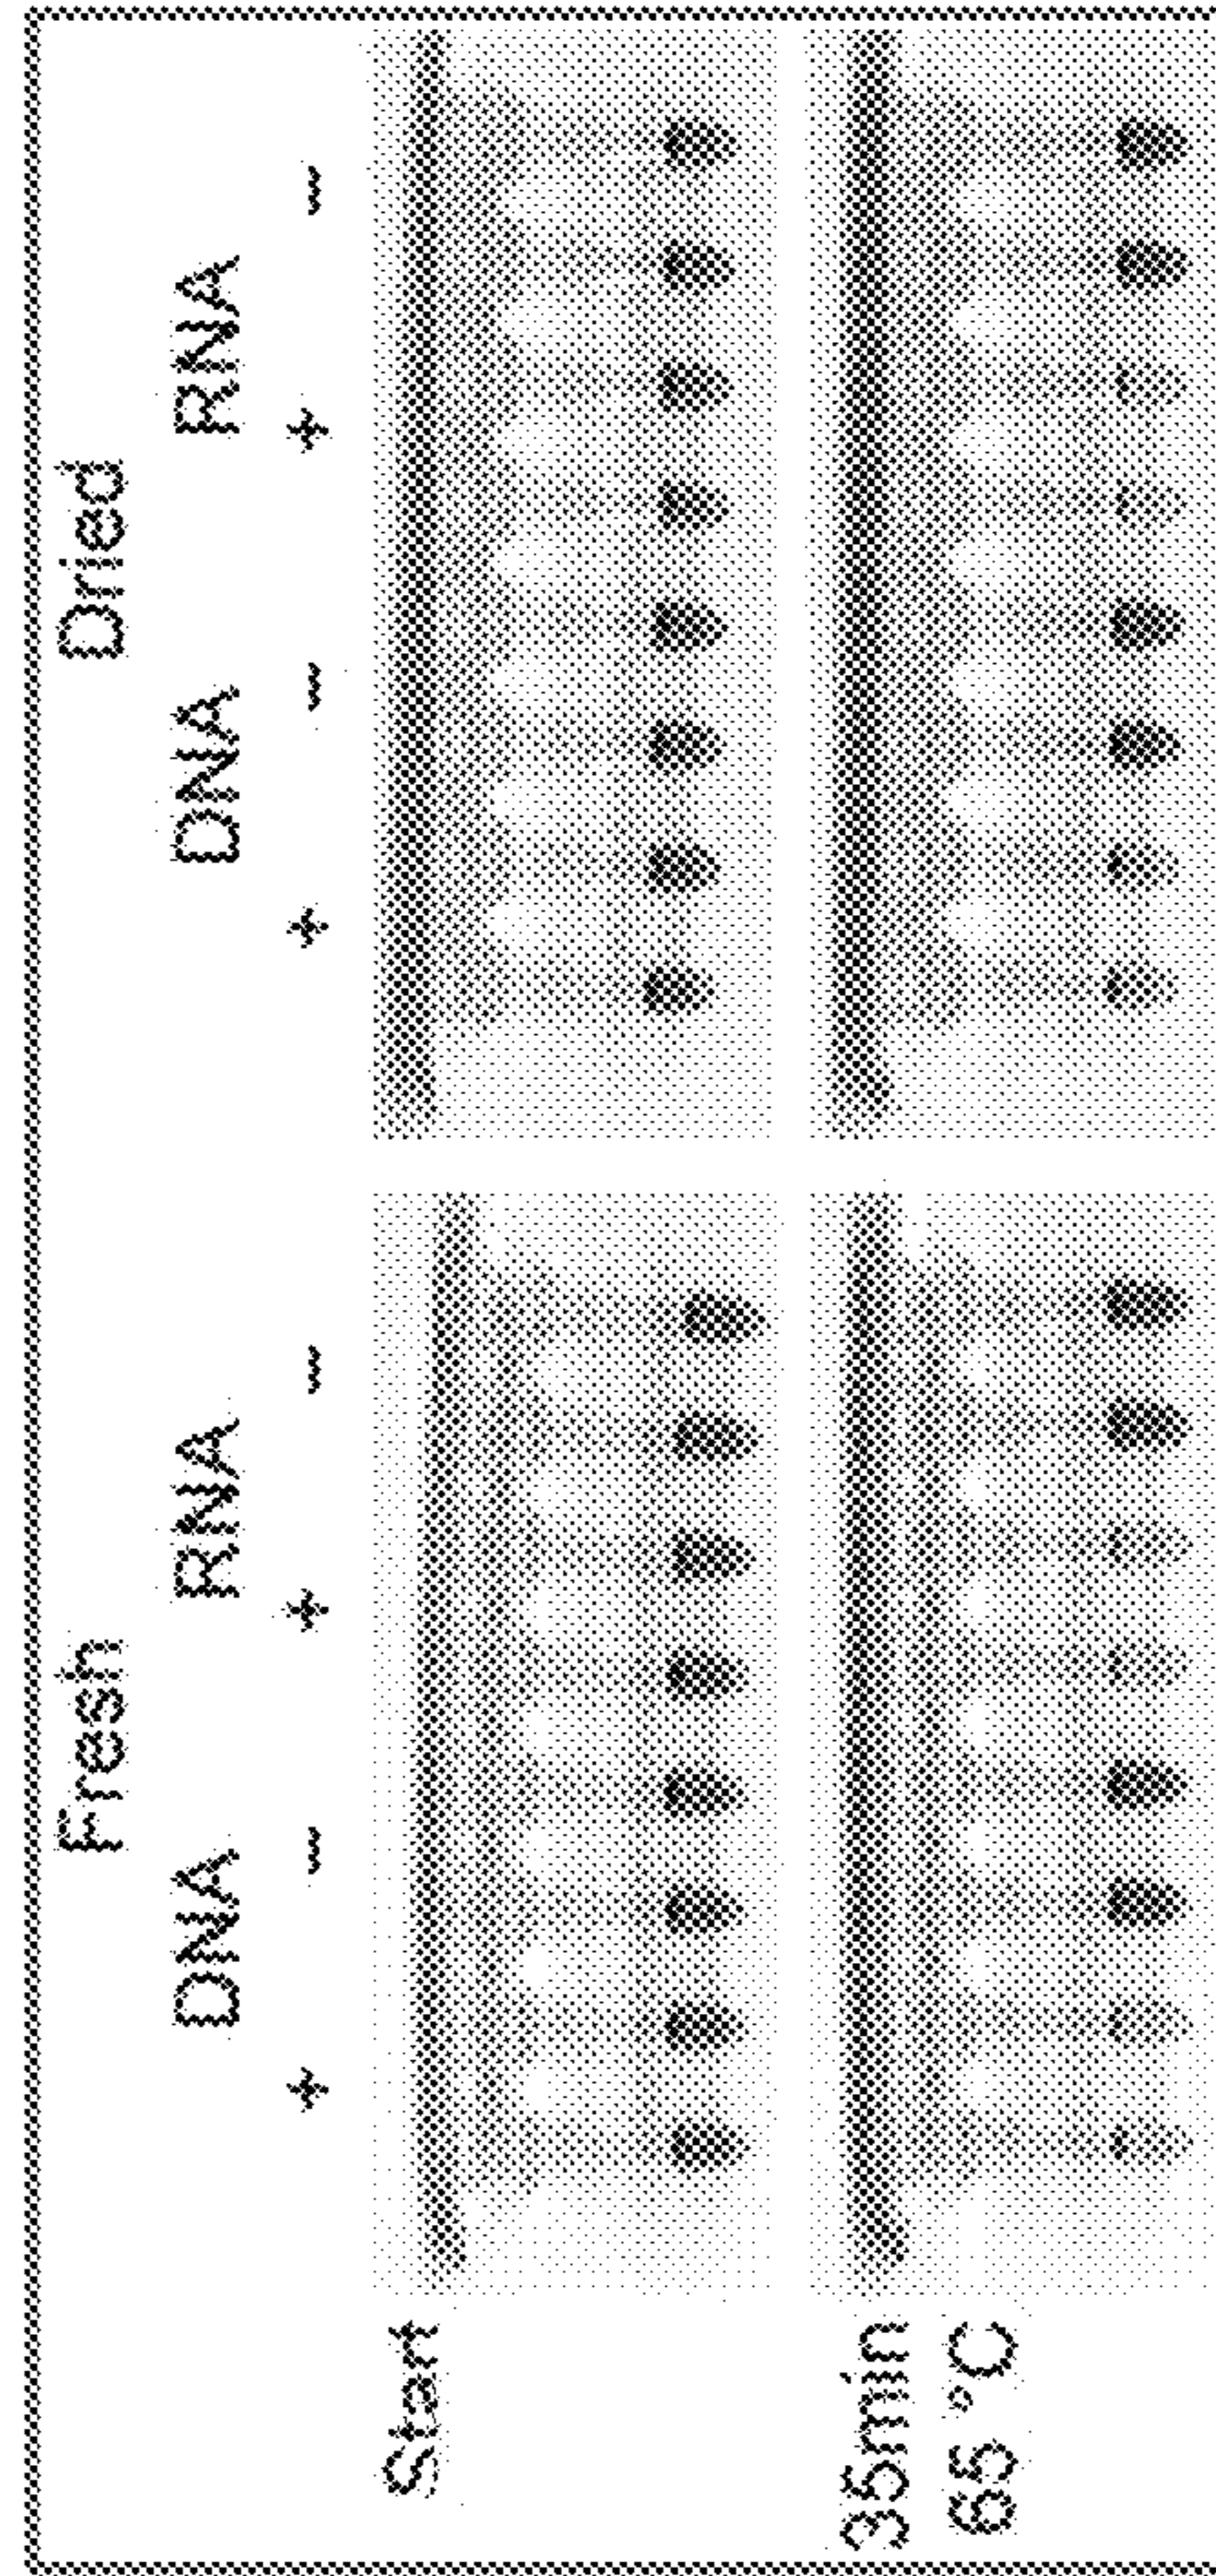 Fresh Dried
DNA RNA DNA RNA
+ - + - + - + -
Start
35min
65 °C